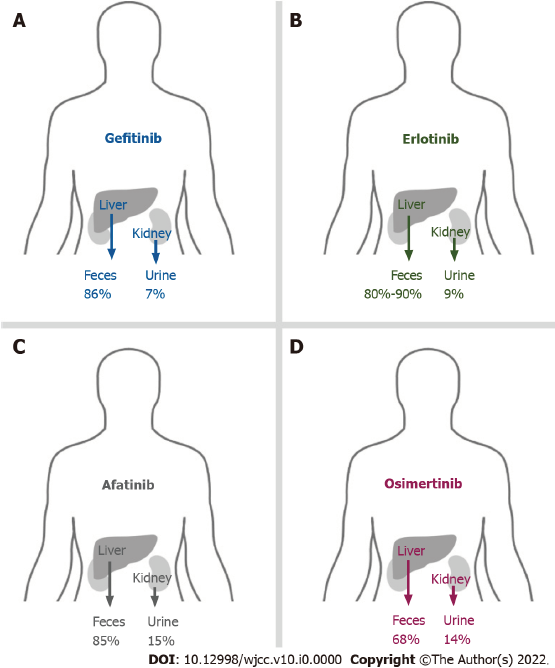 A
Gefitinib
Liver
Kidney
Feces Urine
86% 7%
B
Erlotinib
Liver
Kidney
Feces Urine
80%-90% 9%
C
Afatinib
Liver
Kidney
Feces Urine
85% 15%
D
Osimertinib
Liver
Kidney
Feces Urine
68% 14%
DOI: 10.12998/wjcc.v10.i0.0000 Copyright ©The Author(s) 2022.